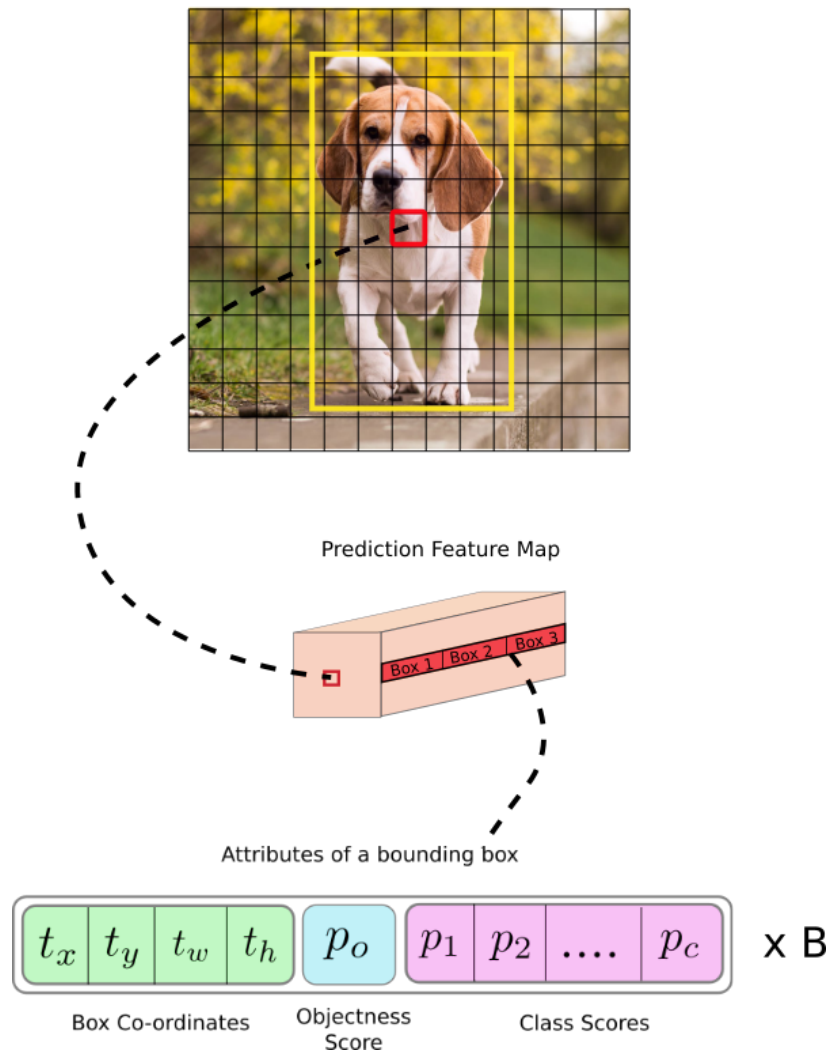 Prediction Feature Map
Box 1 Box 2 Box 3
Attributes of a bounding box
t_x t_y t_w t_h p_o p_1 p_2 .... p_c x B
Box Co-ordinates
Objectness
Score
Class Scores